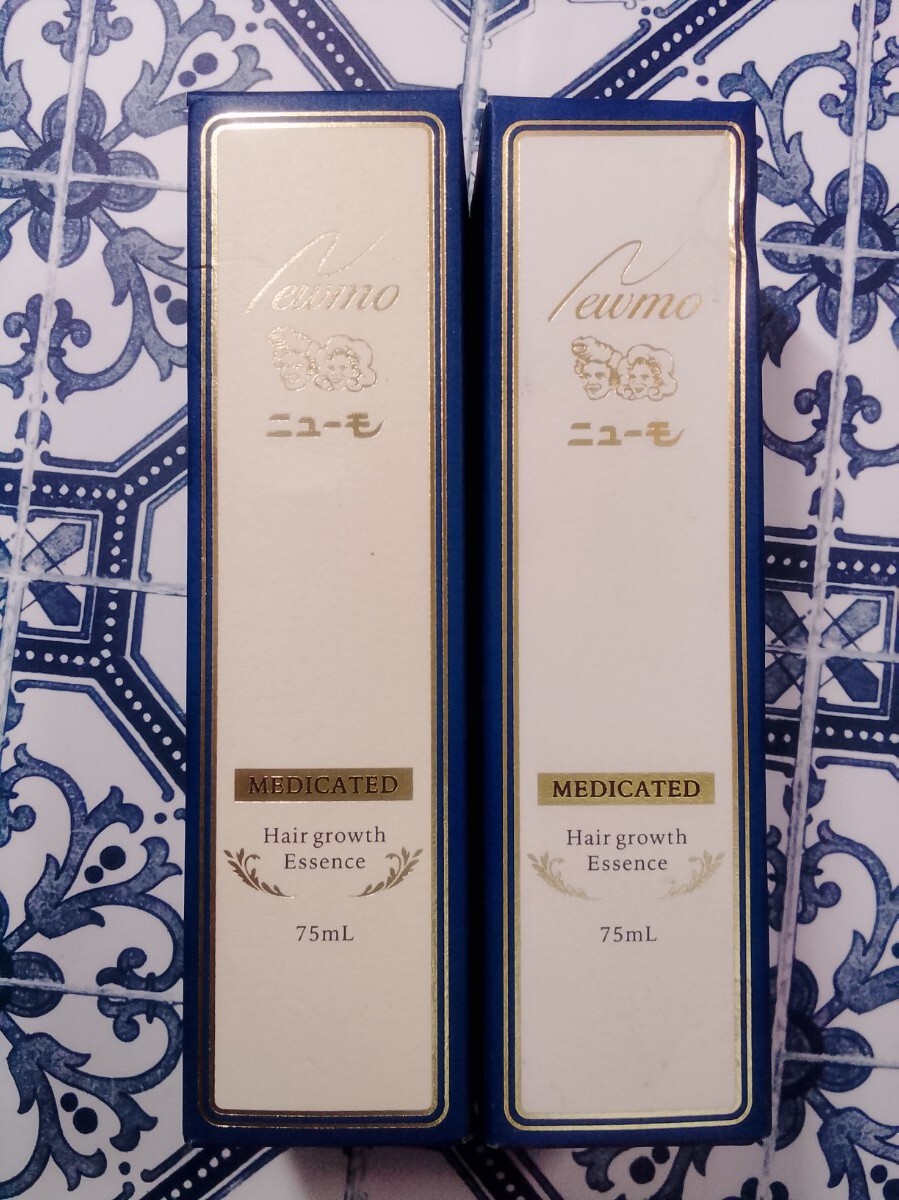 Newmo
ニューモ
MEDICATED
Hair growth
Essence
75mL
Newmo
ニューモ
MEDICATED
Hair growth
Essence
75mL